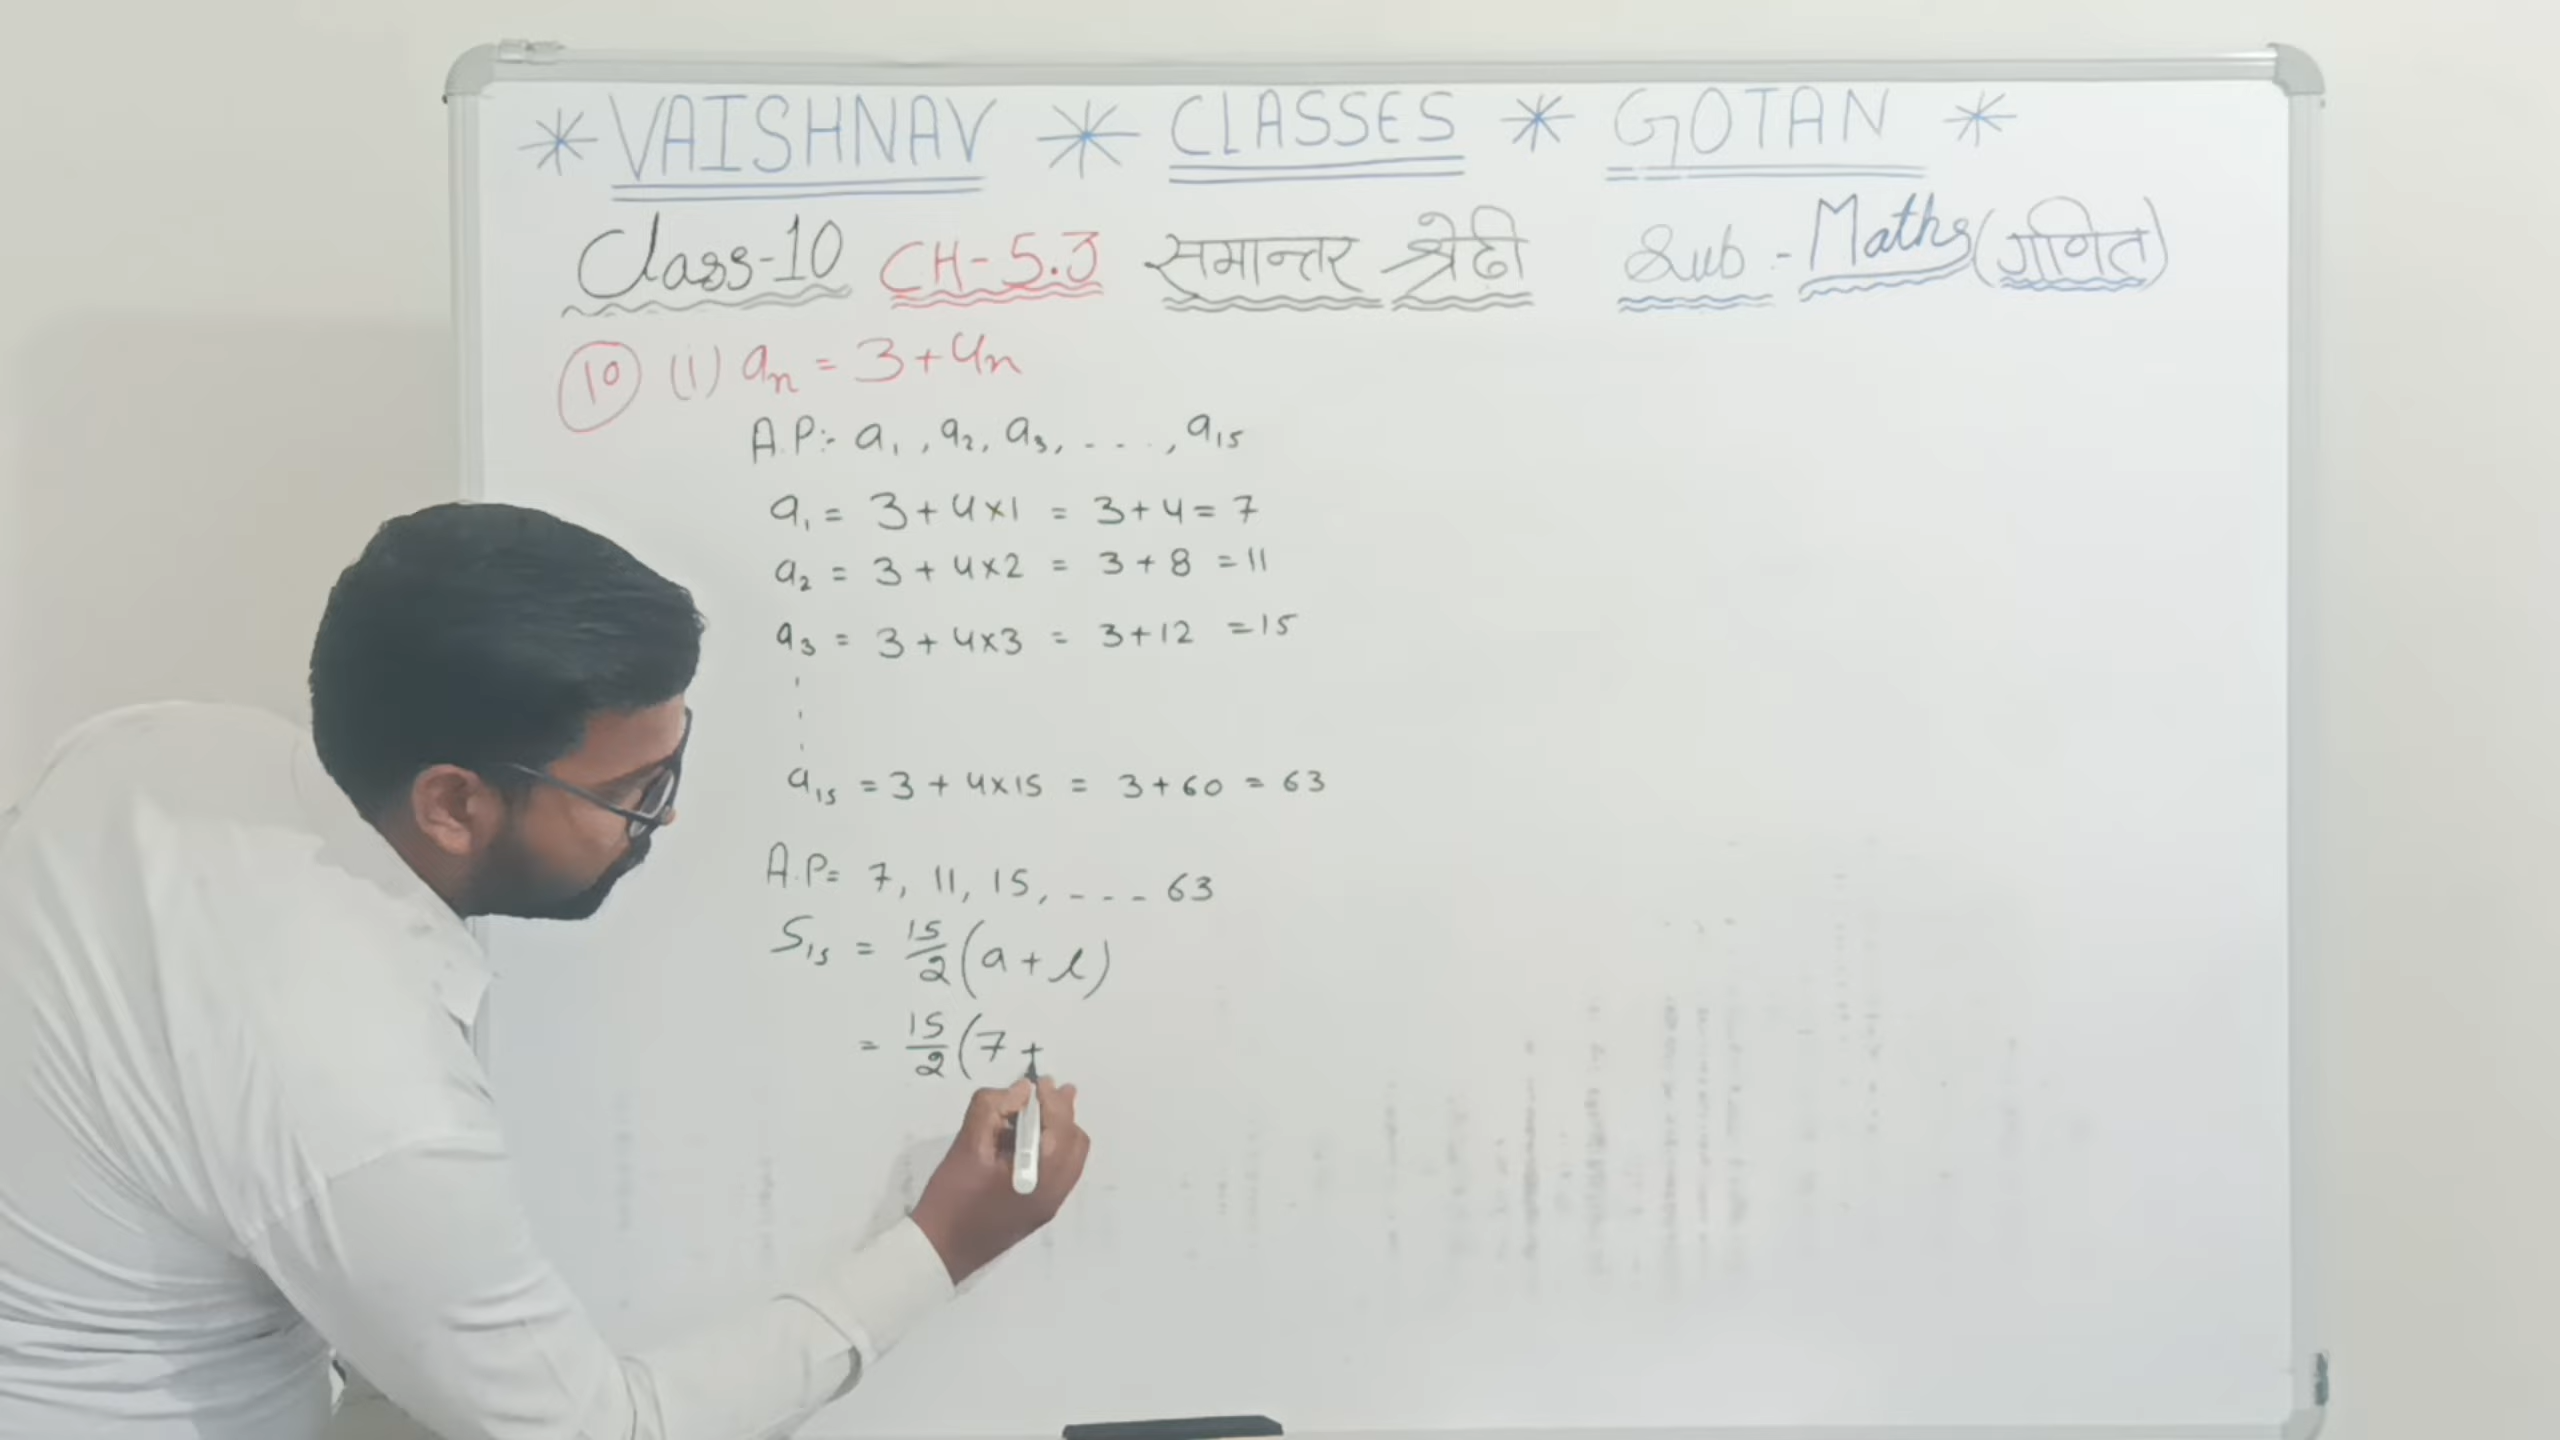 * VAISHNAV * CLASSES * GOTAN *
Class-10 CH-5.3 समान्तर श्रेढी Sub - Maths (गणित)
10 (i) aₙ = 3+4n
A.P:- a₁, a₂, a₃, ...., a₁₅
a₁ = 3+4×1 = 3+4 = 7
a₂ = 3+4×2 = 3+8 = 11
a₃ = 3+4×3 = 3+12 = 15
a₁₅ = 3+4×15 = 3+60 = 63
A.P= 7, 11, 15, ---- 63
S₁₅ = 15/2 (a+l)
= 15/2 (7 +